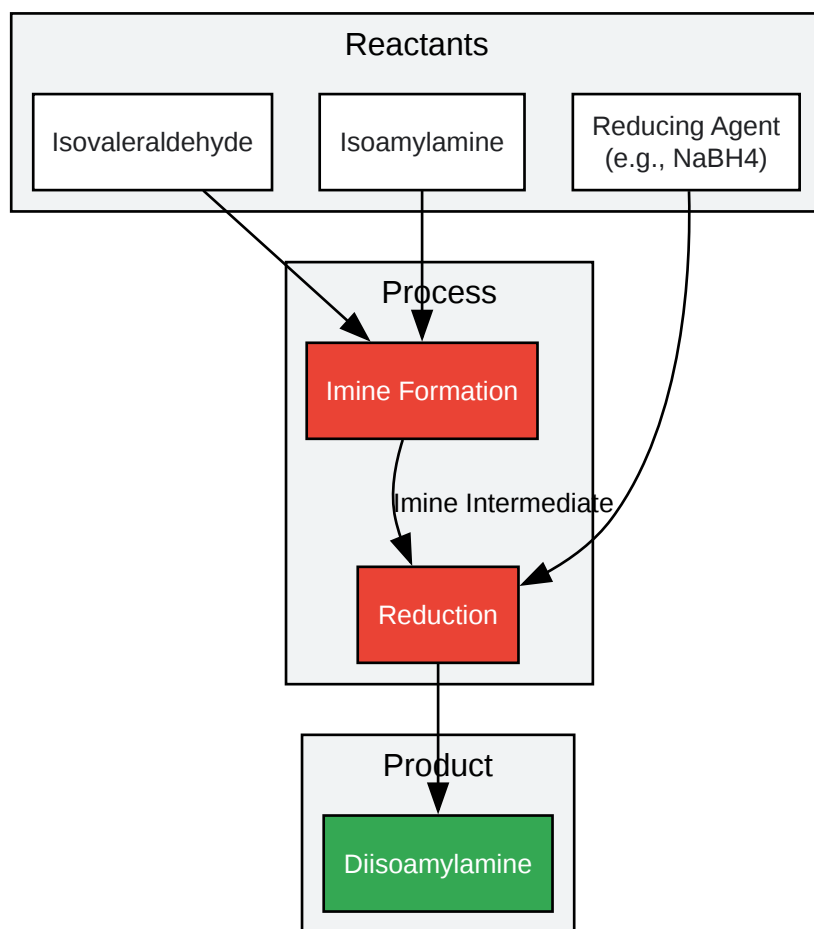 Reactants
Isovaleraldehyde
Isoamylamine
Reducing Agent
(e.g., NaBH4)
Process
Imine Formation
Imine Intermediate
Reduction
Product
Diisoamylamine